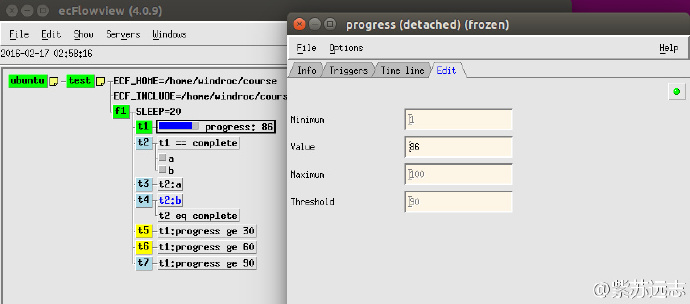 ecFlowview (4.0.9)
File Edit Show Servers Windows
2016-02-17 02:58:16
ubuntu test ECF_HOME=/home/windroc/course
ECF_INCLUDE=/home/windroc/cours
f1 SLEEP=20
t1 progress: 86
t2 t1 == complete
a
b
t3 t2:a
t4 t2:b
t2 eq complete
t5 t1:progress ge 30
t6 t1:progress ge 60
t7 t1:progress ge 90
progress (detached) (frozen)
File Options Help
Info Triggers Time line Edit
Minimum 1
Value 86
Maximum 100
Threshold
@紫苏远志